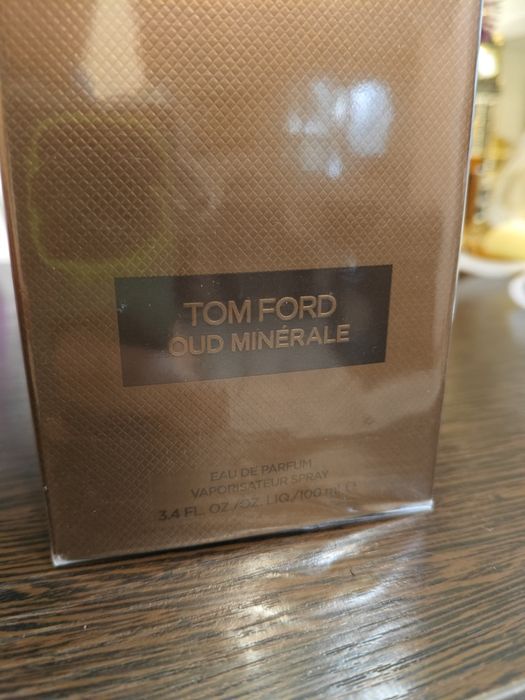 TOM FORD
OUD MINÉRALE
EAU DE PARFUM
VAPORISATEUR SPRAY
3.4 FL. OZ./OZ. LIQ./100 mL ℮